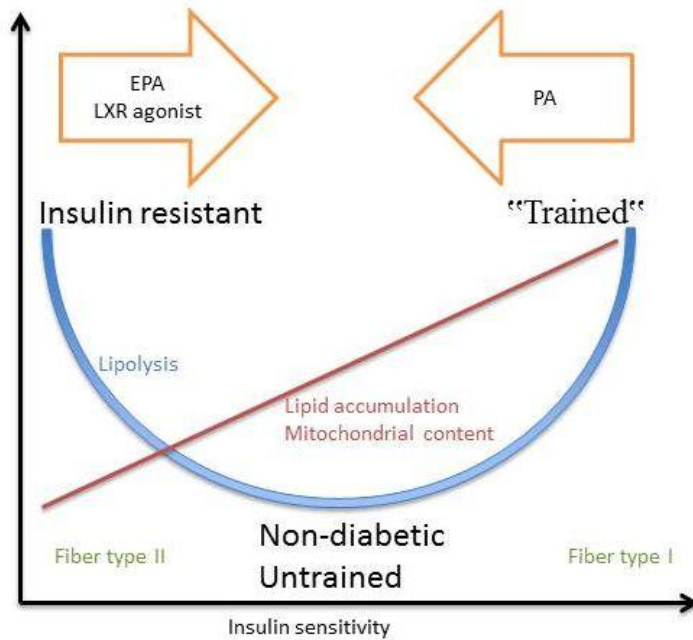 EPA
LXR agonist
PA
Insulin resistant
“Trained“
Lipolysis
Lipid accumulation
Mitochondrial content
Non-diabetic
Untrained
Fiber type II
Fiber type I
Insulin sensitivity